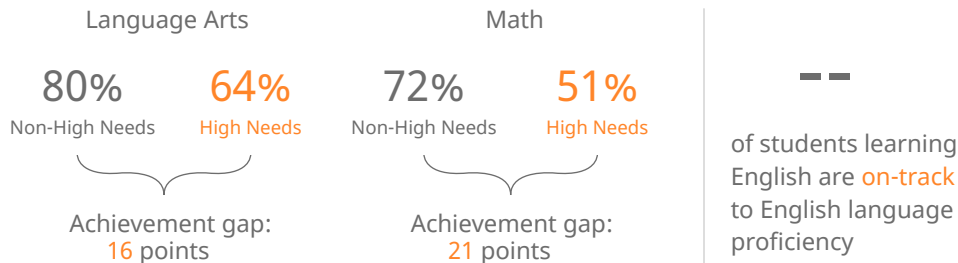 Language Arts
Math
80%
64%
72%
51%
--
Non-High Needs
High Needs
Non-High Needs
High Needs
of students learning
English are on-track
to English language
proficiency
Achievement gap:
16 points
Achievement gap:
21 points